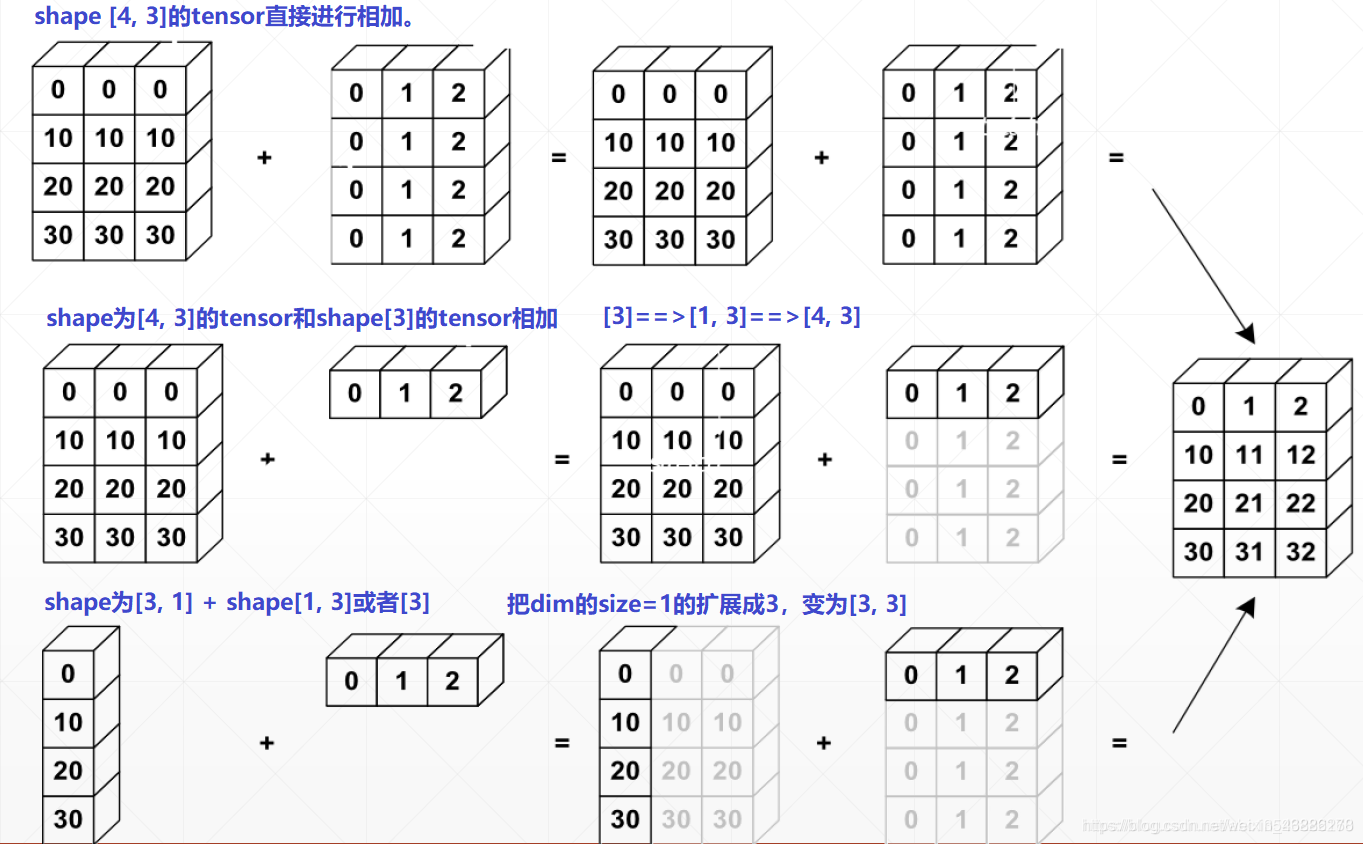 shape [4, 3]的tensor直接进行相加。
0 0 0 0 1 2 0 0 0 0 1 2
10 10 10 0 1 2 10 10 10 0 1 2
+ = + =
20 20 20 0 1 2 20 20 20 0 1 2
30 30 30 0 1 2 30 30 30 0 1 2
shape为[4, 3]的tensor和shape[3]的tensor相加 [3]==>[1, 3]==>[4, 3]
0 0 0 0 1 2 0 0 0 0 1 2
10 10 10 10 10 10 0 1 2
+ = + =
20 20 20 20 20 20 0 1 2
30 30 30 30 30 30 0 1 2
0 1 2
10 11 12
20 21 22
30 31 32
shape为[3, 1] + shape[1, 3]或者[3] 把dim的size=1的扩展成3，变为[3, 3]
0 0 1 2 0 0 0 0 1 2
10 10 10 10 0 1 2
+ = + =
20 20 20 20 0 1 2
30 30 30 30 0 1 2